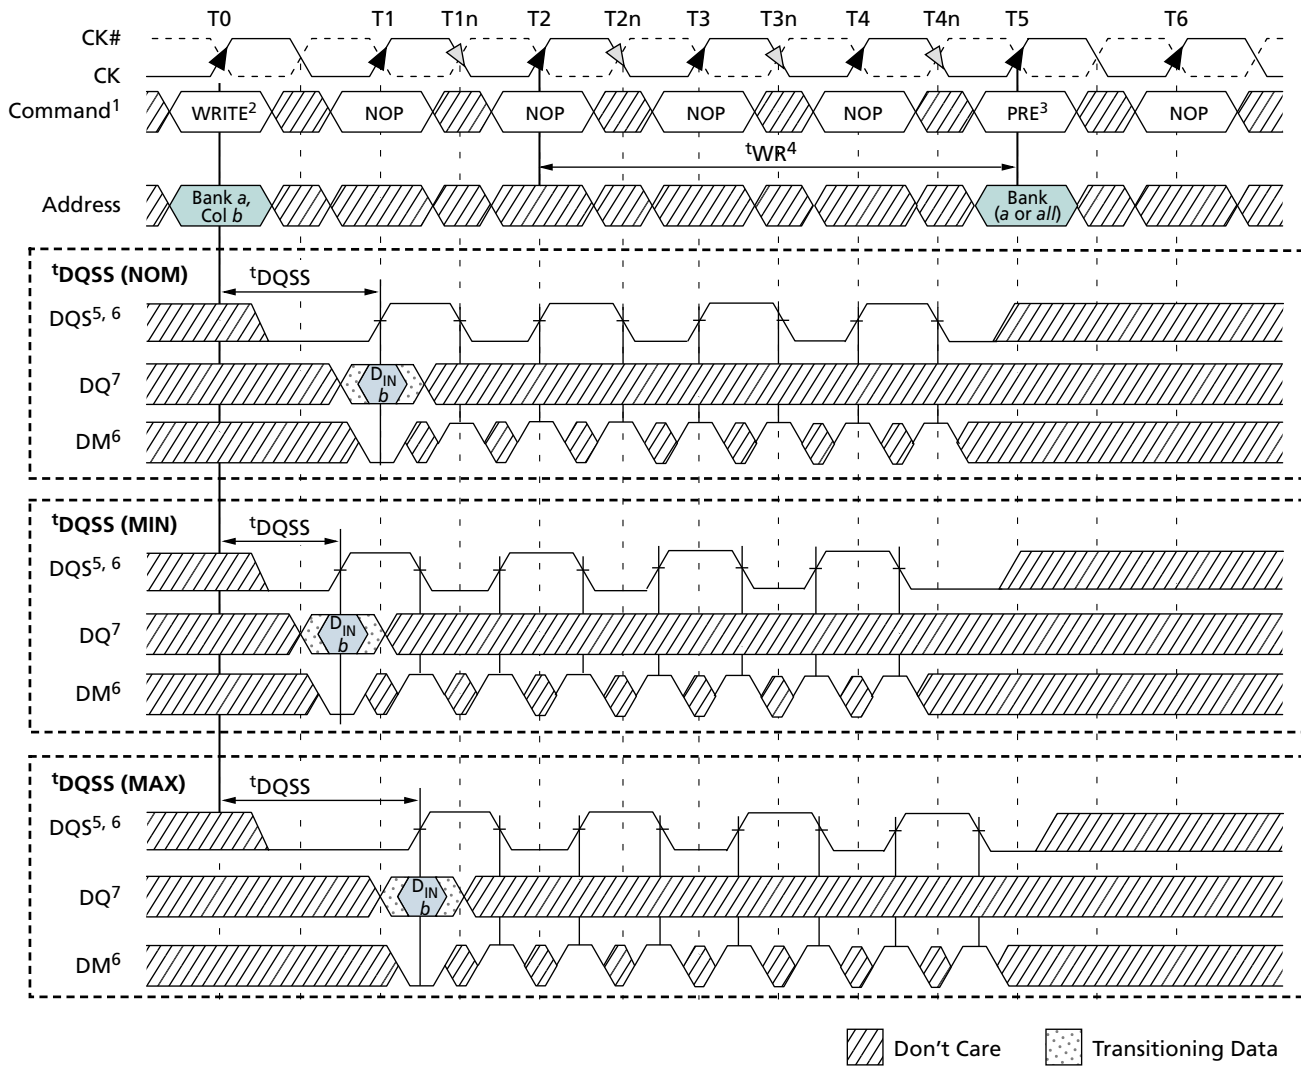 T0 T1 T1n T2 T2n T3 T3n T4 T4n T5 T6
CK#
CK
Command1 WRITE2 NOP NOP NOP NOP PRE3 NOP
tWR4
Address Bank a, Col b Bank (a or all)
tDQSS (NOM)
tDQSS
DQS5, 6
DQ7 DIN b
DM6
tDQSS (MIN)
tDQSS
DQS5, 6
DQ7 DIN b
DM6
tDQSS (MAX)
tDQSS
DQS5, 6
DQ7 DIN b
DM6
Don't Care Transitioning Data